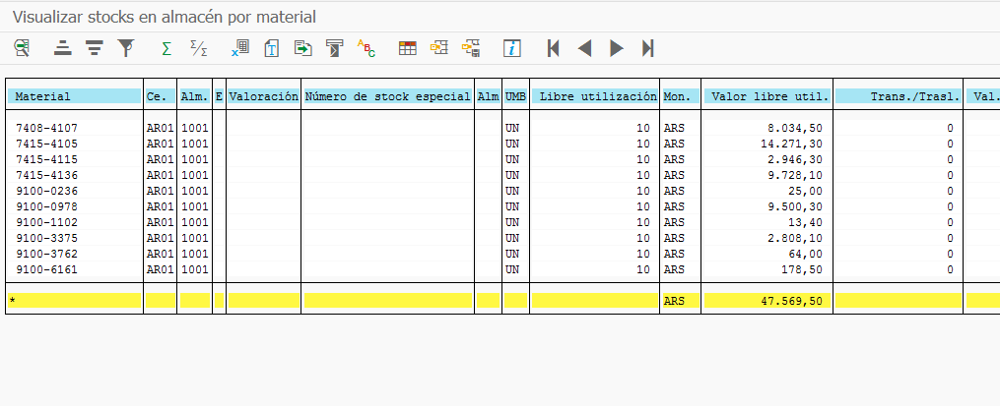 Visualizar stocks en almacén por material
Material Ce. Alm. E Valoración Número de stock especial Alm UMB Libre utilización Mon. Valor libre util. Trans./Trasl. Val.
7408-4107 AR01 1001 UN 10 ARS 8.034,50 0
7415-4105 AR01 1001 UN 10 ARS 14.271,30 0
7415-4115 AR01 1001 UN 10 ARS 2.946,30 0
7415-4136 AR01 1001 UN 10 ARS 9.728,10 0
9100-0236 AR01 1001 UN 10 ARS 25,00 0
9100-0978 AR01 1001 UN 10 ARS 9.500,30 0
9100-1102 AR01 1001 UN 10 ARS 13,40 0
9100-3375 AR01 1001 UN 10 ARS 2.808,10 0
9100-3762 AR01 1001 UN 10 ARS 64,00 0
9100-6161 AR01 1001 UN 10 ARS 178,50 0
* ARS 47.569,50